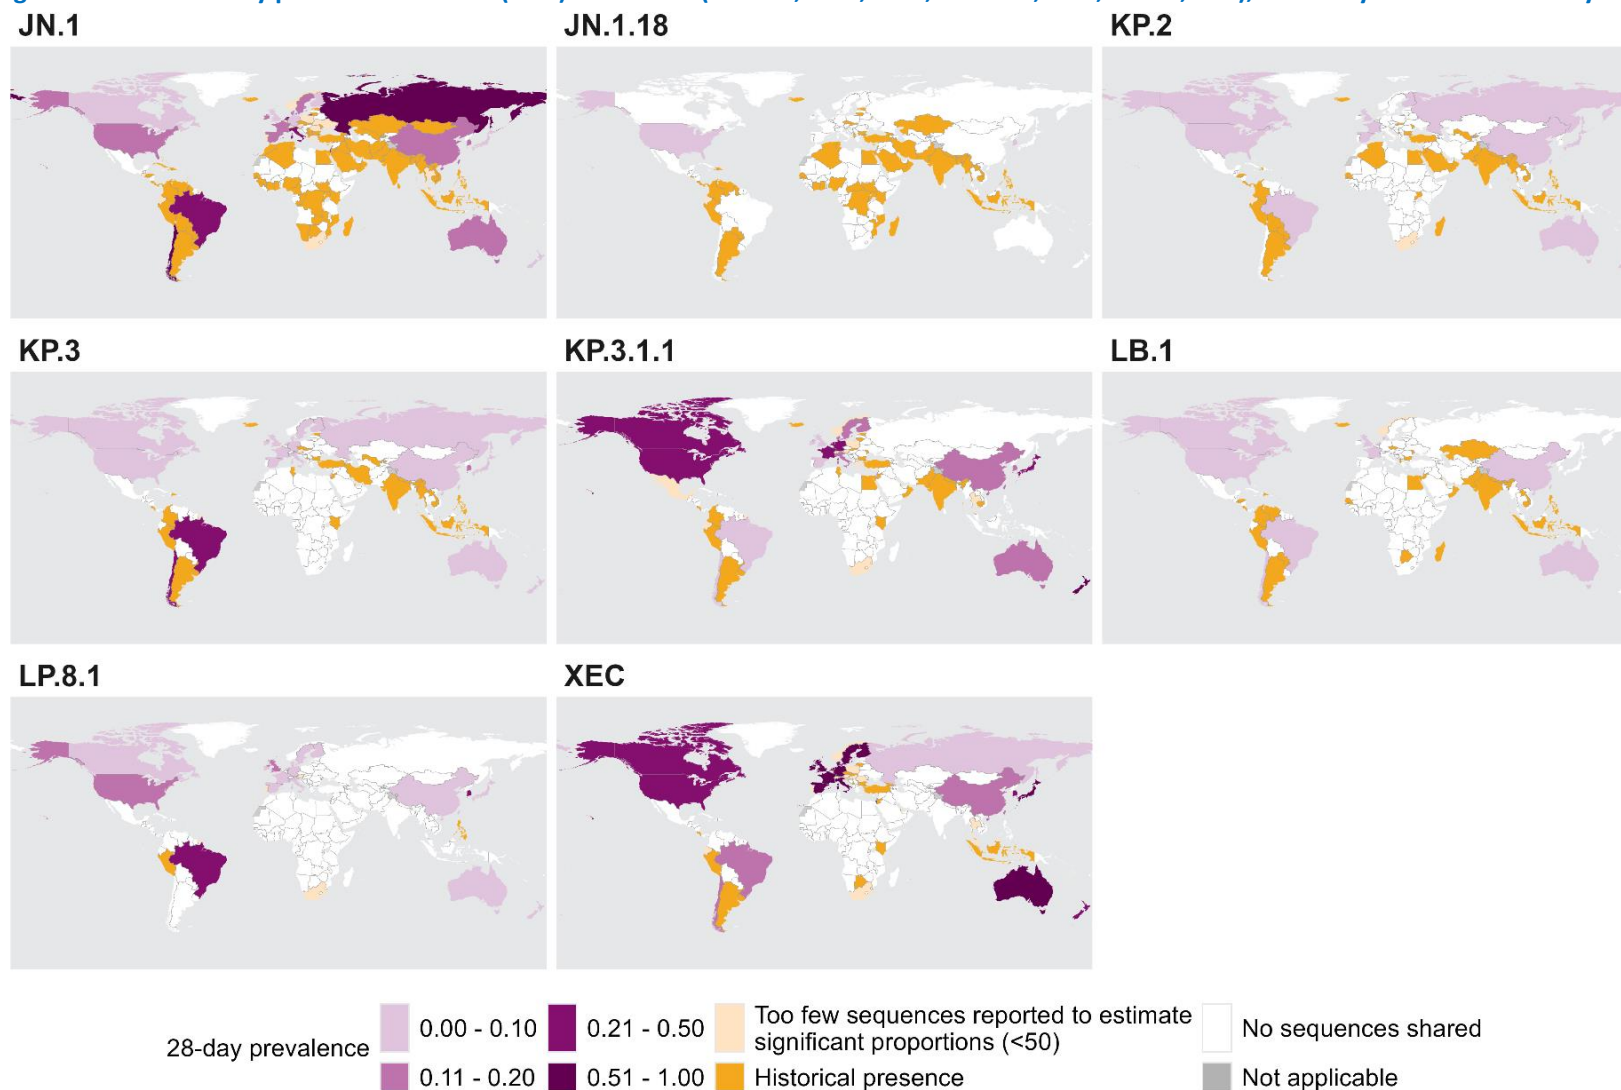 JN.1
JN.1.18
KP.2
KP.3
KP.3.1.1
LB.1
LP.8.1
XEC
28-day prevalence
0.00 - 0.10
0.21 - 0.50
Too few sequences reported to estimate
significant proportions (<50)
No sequences shared
0.11 - 0.20
0.51 - 1.00
Historical presence
Not applicable